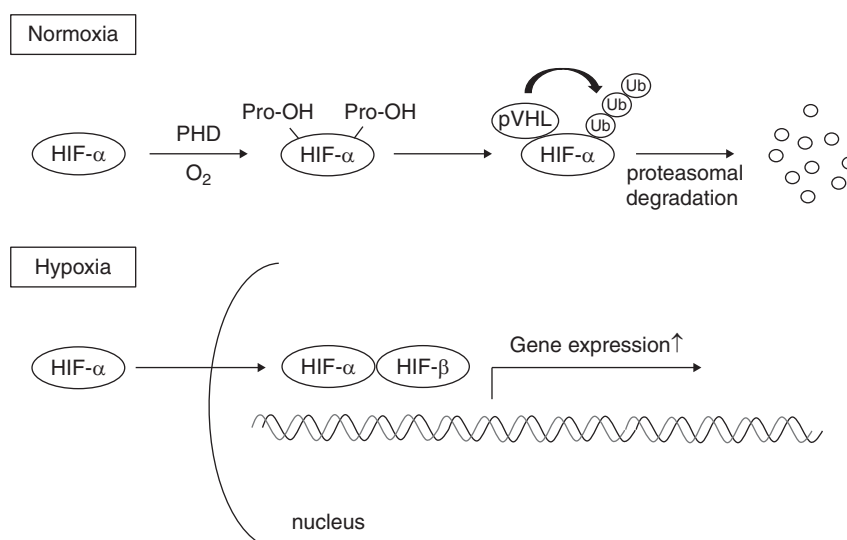 Normoxia
Pro-OH Pro-OH
HIF-α
PHD
O₂
HIF-α
pVHL
Ub
Ub
Ub
HIF-α
proteasomal
degradation
Hypoxia
HIF-α
HIF-α
HIF-β
Gene expression↑
nucleus